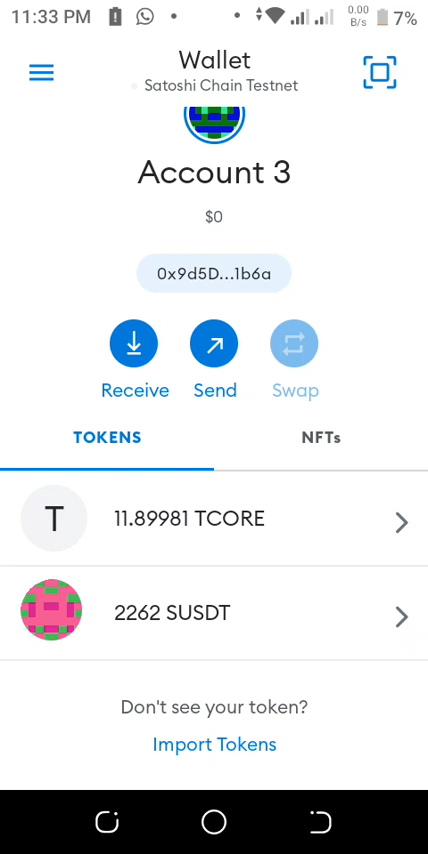 11:33 PM 0.00 B/s 7%
Wallet
Satoshi Chain Testnet
Account 3
$0
0x9d5D...1b6a
Receive Send Swap
TOKENS NFTs
T 11.89981 TCORE
2262 SUSDT
Don't see your token?
Import Tokens